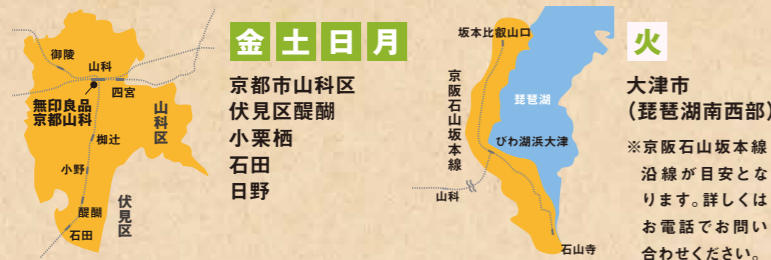 御陵
山科
四宮
無印良品
京都山科
山科区
椥辻
小野
醍醐
石田
伏見区
金土日月
京都市山科区
伏見区醍醐
小栗栖
石田
日野
坂本比叡山口
京阪石山坂本線
琵琶湖
びわ湖浜大津
山科
石山寺
火
大津市
(琵琶湖南西部)
※京阪石山坂本線
沿線が目安とな
ります。詳しくは
お電話でお問い
合わせください。